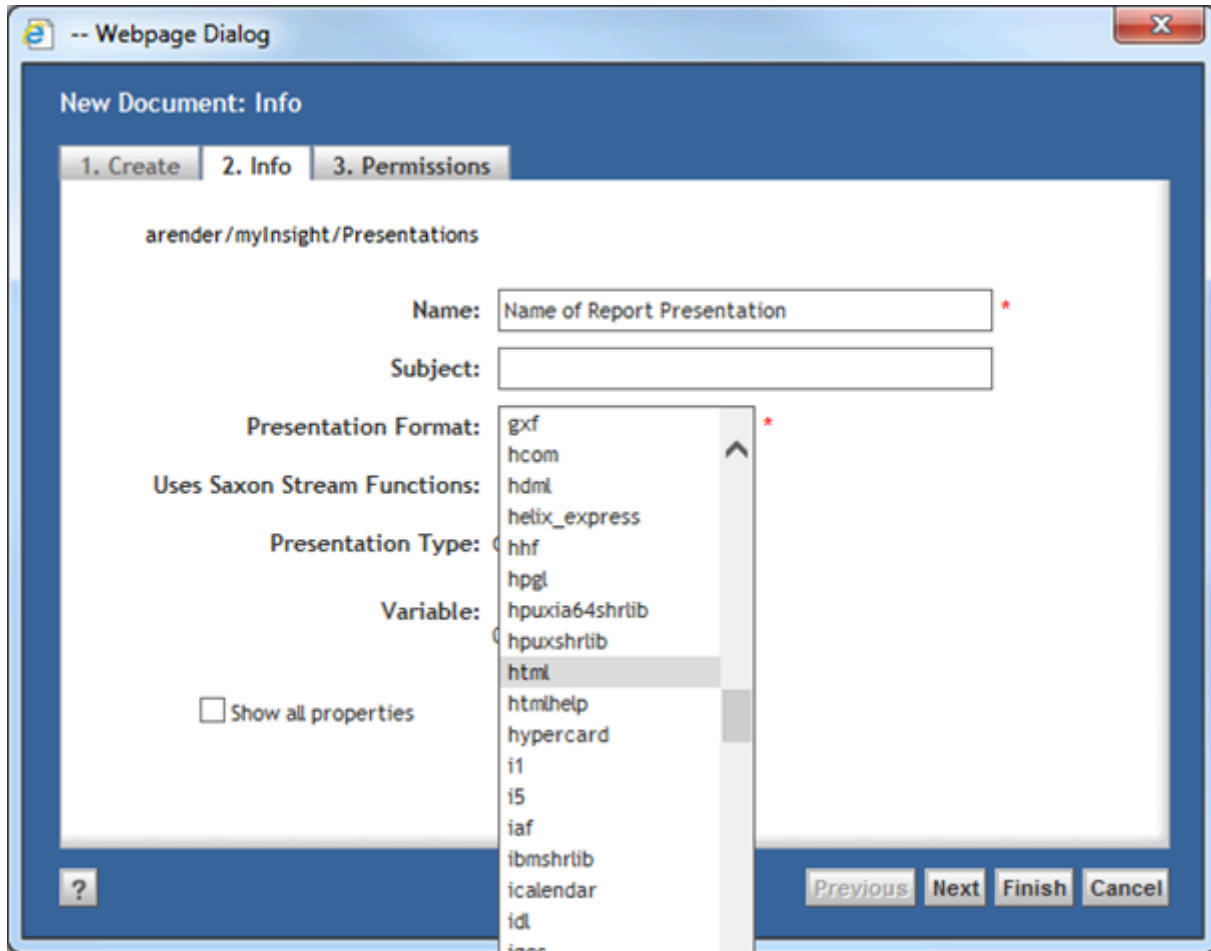 -- Webpage Dialog
New Document: Info
1. Create
2. Info
3. Permissions
arender/myInsight/Presentations
Name: Name of Report Presentation *
Subject:
Presentation Format: *
Uses Saxon Stream Functions:
Presentation Type:
Variable:
Show all properties
gxf
hcom
hdml
helix_express
hhf
hpgl
hpuxia64shrlib
hpuxshrlib
html
htmlhelp
hypercard
i1
i5
iaf
ibmshrlib
icalendar
idl
?
Previous
Next
Finish
Cancel